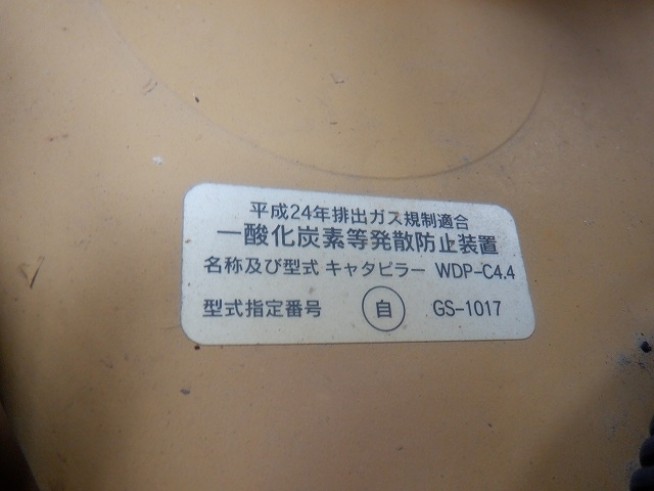 平成24年排出ガス規制適合
一酸化炭素等発散防止装置
名称及び型式 キャタピラー WDP-C4.4
型式指定番号 自 GS-1017